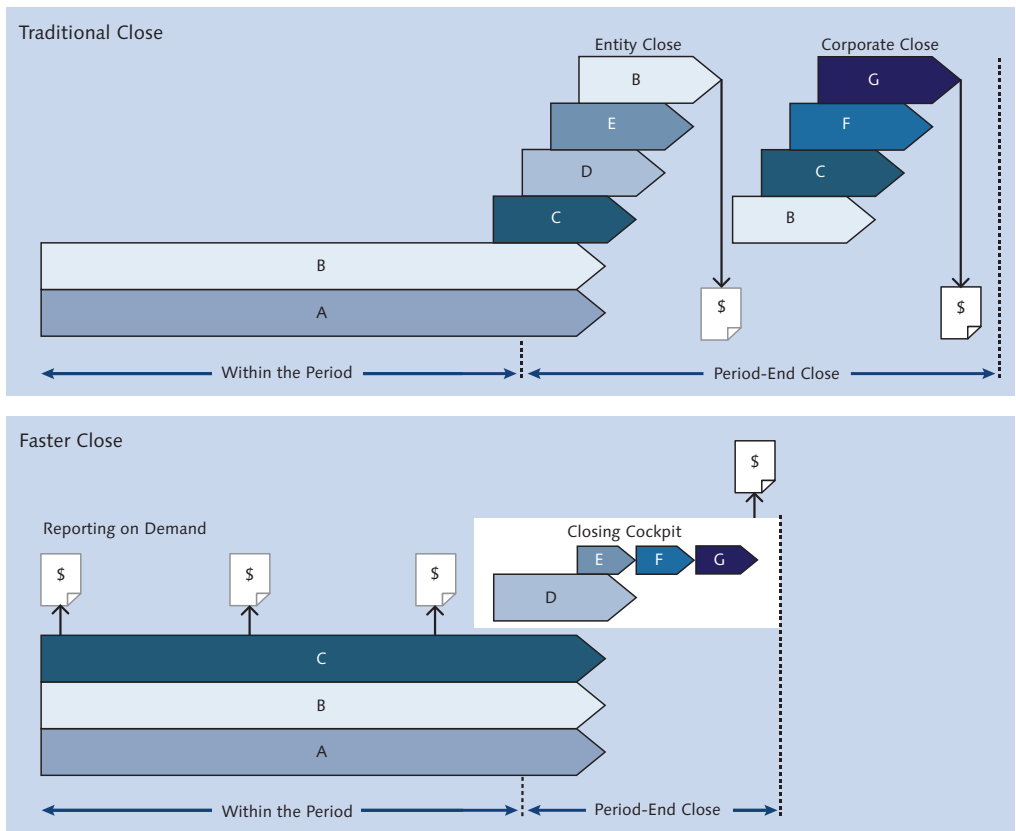 Traditional Close
Entity Close
Corporate Close
B
G
E
F
D
C
C
B
B
A
$
$
Within the Period
Period-End Close
Faster Close
$
Reporting on Demand
Closing Cockpit
$
$
$
E
F
G
D
C
B
A
Within the Period
Period-End Close